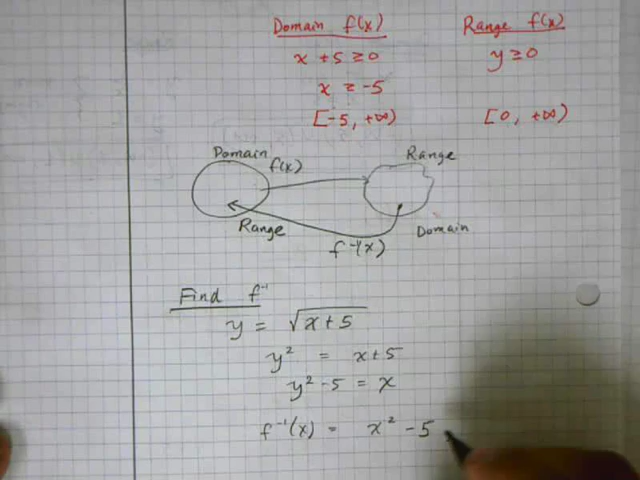 Domain f(x) Range f(x)
x + 5 ≥ 0 y ≥ 0
x ≥ -5
[-5, +∞) [0, +∞)
Domain Range
f(x)
Range Domain
f⁻¹(x)
Find f⁻¹
y = √(x + 5)
y² = x + 5
y² - 5 = x
f⁻¹(x) = x² - 5